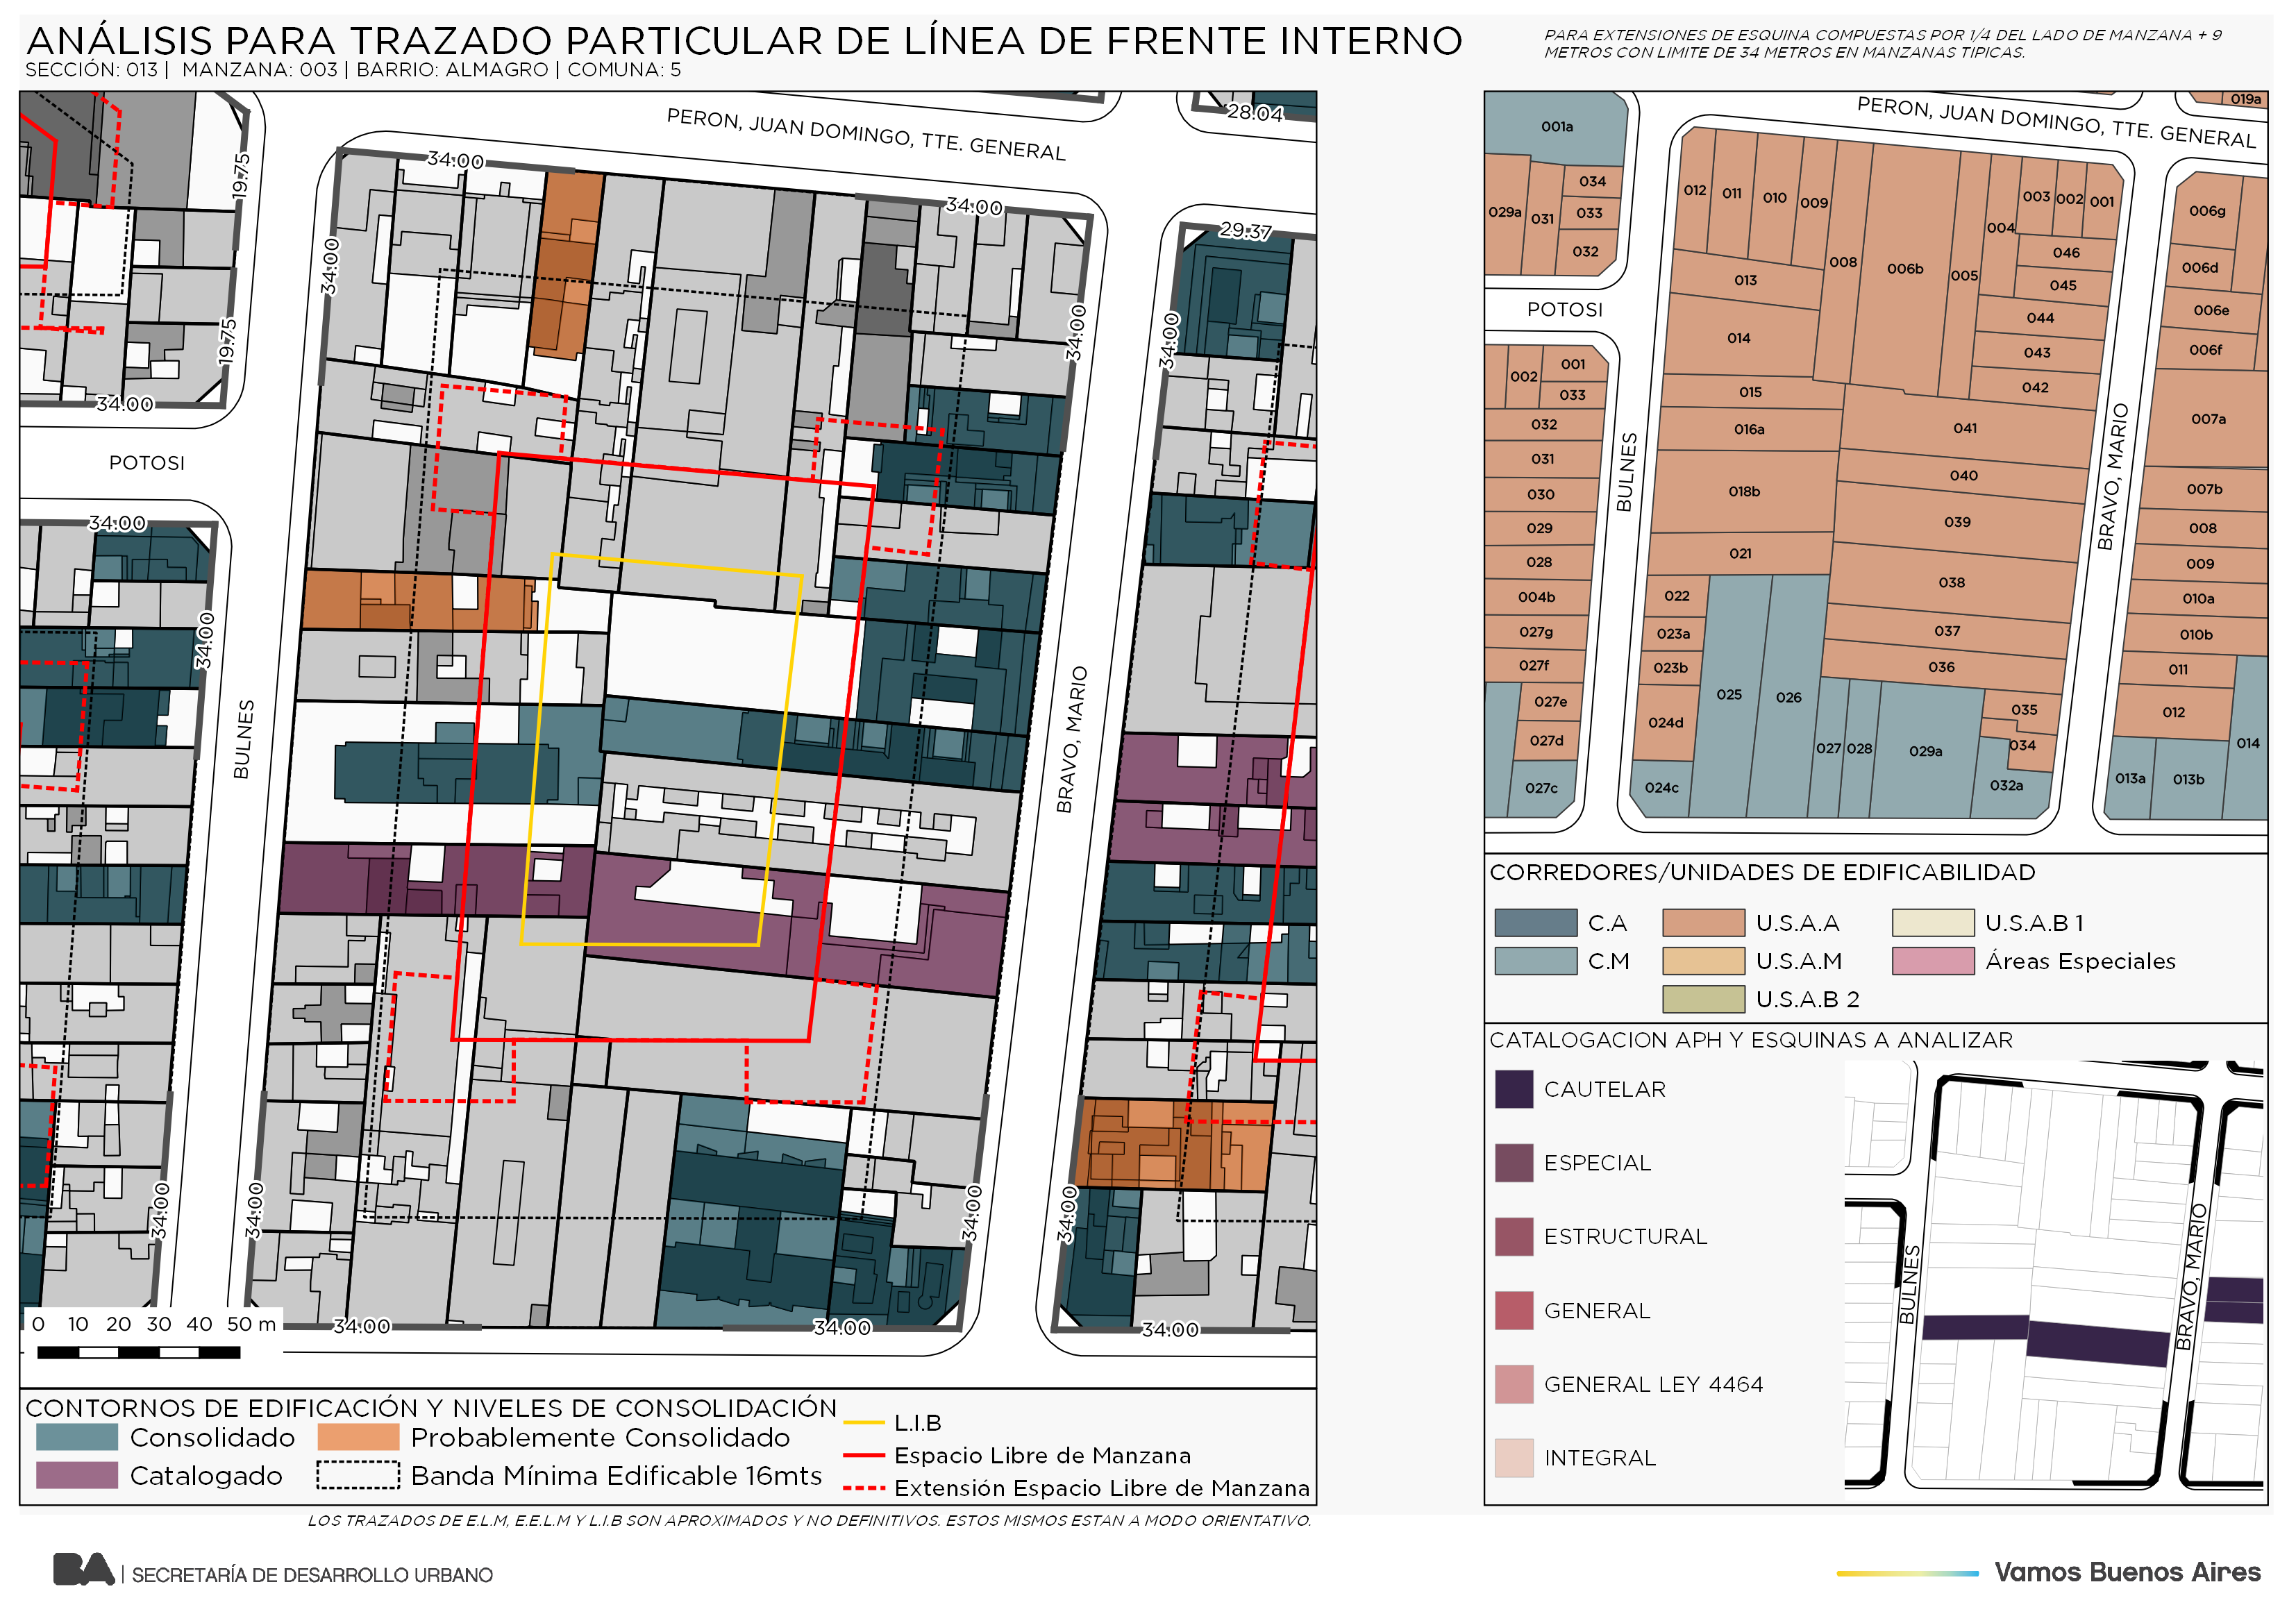 ANÁLISIS PARA TRAZADO PARTICULAR DE LÍNEA DE FRENTE INTERNO
SECCIÓN: 013 | MANZANA: 003 | BARRIO: ALMAGRO | COMUNA: 5
PARA EXTENSIONES DE ESQUINA COMPUESTAS POR 1/4 DEL LADO DE MANZANA + 9
METROS CON LIMITE DE 34 METROS EN MANZANAS TIPICAS.
PERON, JUAN DOMINGO, TTE. GENERAL
28.04
19.75
34.00
34.00
29.37
34.00
34.00
34.00
19.75
34.00
POTOSI
34.00
34.00
BULNES
BRAVO, MARIO
34.00
34.00
34.00
34.00
34.00
34.00
34.00
0 10 20 30 40 50 m
CONTORNOS DE EDIFICACIÓN Y NIVELES DE CONSOLIDACIÓN
Consolidado
Probablemente Consolidado
Catalogado
Banda Mínima Edificable 16mts
L.I.B
Espacio Libre de Manzana
Extensión Espacio Libre de Manzana
LOS TRAZADOS DE E.L.M, E.E.L.M Y L.I.B SON APROXIMADOS Y NO DEFINITIVOS. ESTOS MISMOS ESTAN A MODO ORIENTATIVO.
PERON, JUAN DOMINGO, TTE. GENERAL
019a
001a
034
029a
031
033
032
012
011
010
009
008
006b
005
004
003
002
001
046
045
044
043
042
013
014
015
016a
018b
021
022
023a
023b
024d
024c
025
026
027
028
029a
041
040
039
038
037
036
035
034
032a
006g
006d
006e
006f
007a
007b
008
009
010a
010b
011
012
013a
013b
014
POTOSI
001
002
033
032
031
030
029
028
004b
027g
027f
027e
027d
027c
BULNES
BRAVO, MARIO
CORREDORES/UNIDADES DE EDIFICABILIDAD
C.A
U.S.A.A
U.S.A.B 1
C.M
U.S.A.M
Áreas Especiales
U.S.A.B 2
CATALOGACION APH Y ESQUINAS A ANALIZAR
CAUTELAR
ESPECIAL
ESTRUCTURAL
GENERAL
GENERAL LEY 4464
INTEGRAL
BULNES
BRAVO, MARIO
BA | SECRETARÍA DE DESARROLLO URBANO
Vamos Buenos Aires